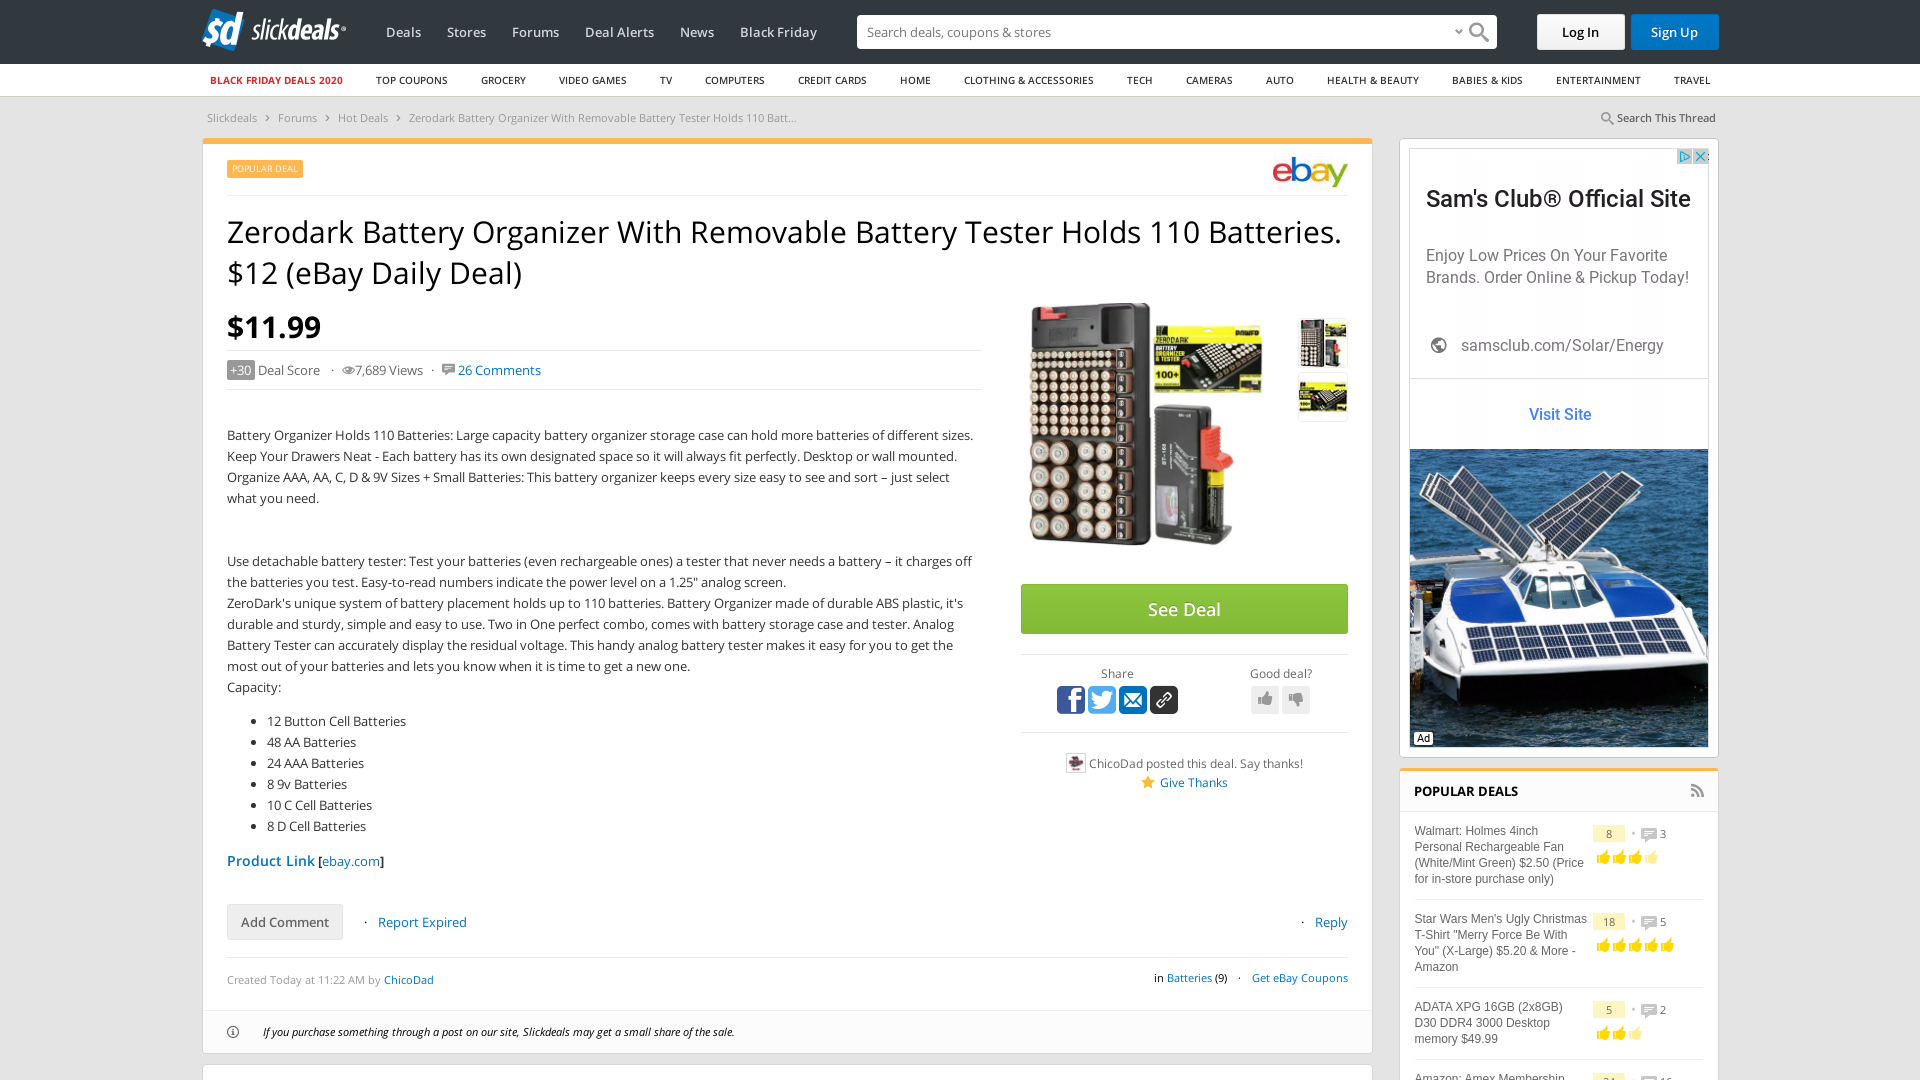 slickdeals
Deals
Stores
Forums
Deal Alerts
News
Black Friday
Search deals, coupons & shopping
Log In
Sign Up
BLACK FRIDAY DEALS 2020
TOP COUPONS
GROCERY
VIDEO GAMES
TV
COMPUTERS
CREDIT CARDS
HOME
CLOTHING & ACCESSORIES
TECH
CAMERAS
AUTO
HEALTH & BEAUTY
BABIES & KIDS
ENTERTAINMENT
TRAVEL
Slickdeals › Forums › Hot Deals › Zerodark Battery Organizer With Removable Battery Tester Holds 110 Batt...
Search This Thread
POPULAR DEAL
ebay
Zerodark Battery Organizer With Removable Battery Tester Holds 110 Batteries.
$12 (eBay Daily Deal)
$11.99
+30 Deal Score · 7,689 Views · 26 Comments
Battery Organizer Holds 110 Batteries: Large capacity battery organizer storage case can hold more batteries of different sizes.
Keep Your Drawers Neat - Each battery has its own designated space so it will always fit perfectly. Desktop or wall mounted.
Organize AAA, AA, C, D & 9V Sizes + Small Batteries: This battery organizer keeps every size easy to see and sort – just select
what you need.
Use detachable battery tester: Test your batteries (even rechargeable ones) a tester that never needs a battery – it charges off
the batteries you test. Easy-to-read numbers indicate the power level on a 1.25" analog screen.
ZeroDark's unique system of battery placement holds up to 110 batteries. Battery Organizer made of durable ABS plastic, it's
durable and sturdy, simple and easy to use. Two in One perfect combo, comes with battery storage case and tester. Analog
Battery Tester can accurately display the residual voltage. This handy analog battery tester makes it easy for you to get the
most out of your batteries and lets you know when it is time to get a new one.
Capacity:
12 Button Cell Batteries
48 AA Batteries
24 AAA Batteries
8 9v Batteries
10 C Cell Batteries
8 D Cell Batteries
Product Link [ebay.com]
Add Comment
· Report Expired
· Reply
Created Today at 11:22 AM by ChicoDad
in Batteries (9) · Get eBay Coupons
If you purchase something through a post on our site, Slickdeals may get a small share of the sale.
ZERODARK
BATTERY
ORGANIZER
& TESTER
100+
See Deal
Share
Good deal?
ChicoDad posted this deal. Say thanks!
Give Thanks
Sam's Club® Official Site
Enjoy Low Prices On Your Favorite
Brands. Order Online & Pickup Today!
samsclub.com/Solar/Energy
Visit Site
Ad
POPULAR DEALS
Walmart: Holmes 4inch
Personal Rechargeable Fan
(White/Mint Green) $2.50 (Price
for in-store purchase only)
8 • 3
Star Wars Men's Ugly Christmas
T-Shirt "Merry Force Be With
You" (X-Large) $5.20 & More -
Amazon
18 • 5
ADATA XPG 16GB (2x8GB)
D30 DDR4 3000 Desktop
memory $49.99
5 • 2
Amazon: Amex Membership